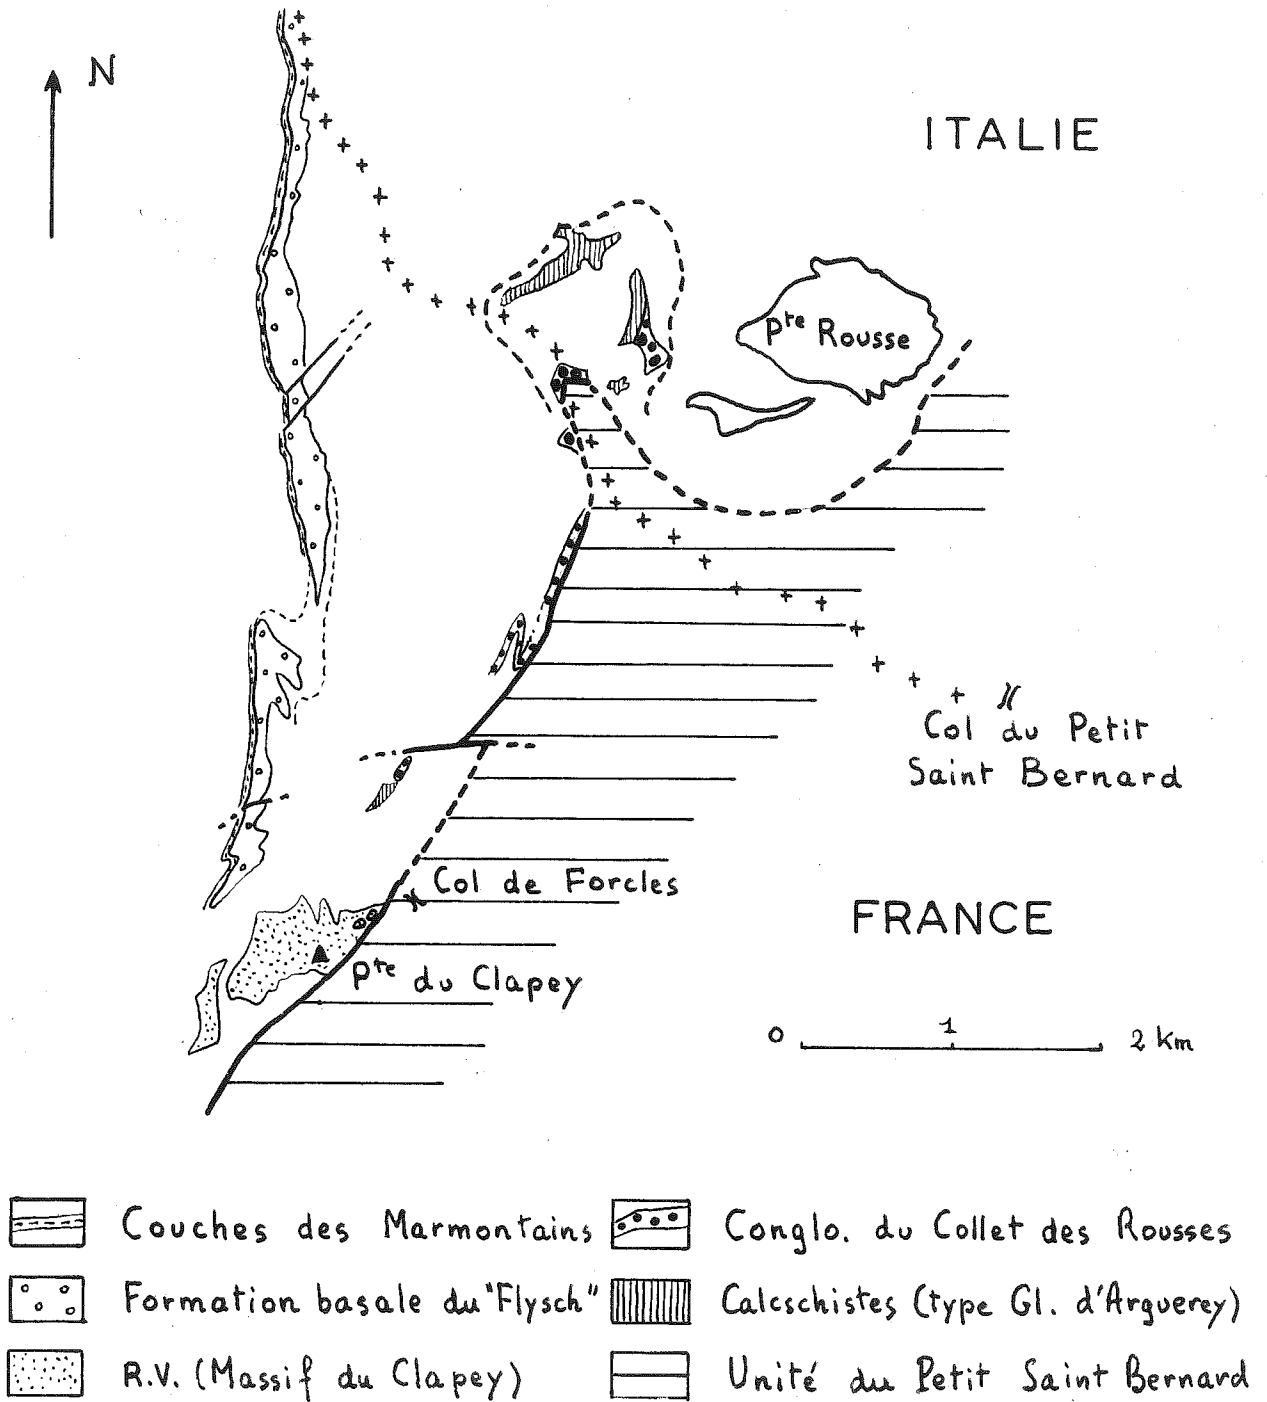 N
ITALIE
Pte Rousse
Col du Petit
Saint Bernard
Col de Forcles
FRANCE
Pte du Clapey
0 1 2 Km
Couches des Marmontains
Conglo. du Collet des Rousses
Formation basale du "Flysch"
Calcschistes (type Gl. d'Arguerey)
R.V. (Massif du Clapey)
Unité du Petit Saint Bernard